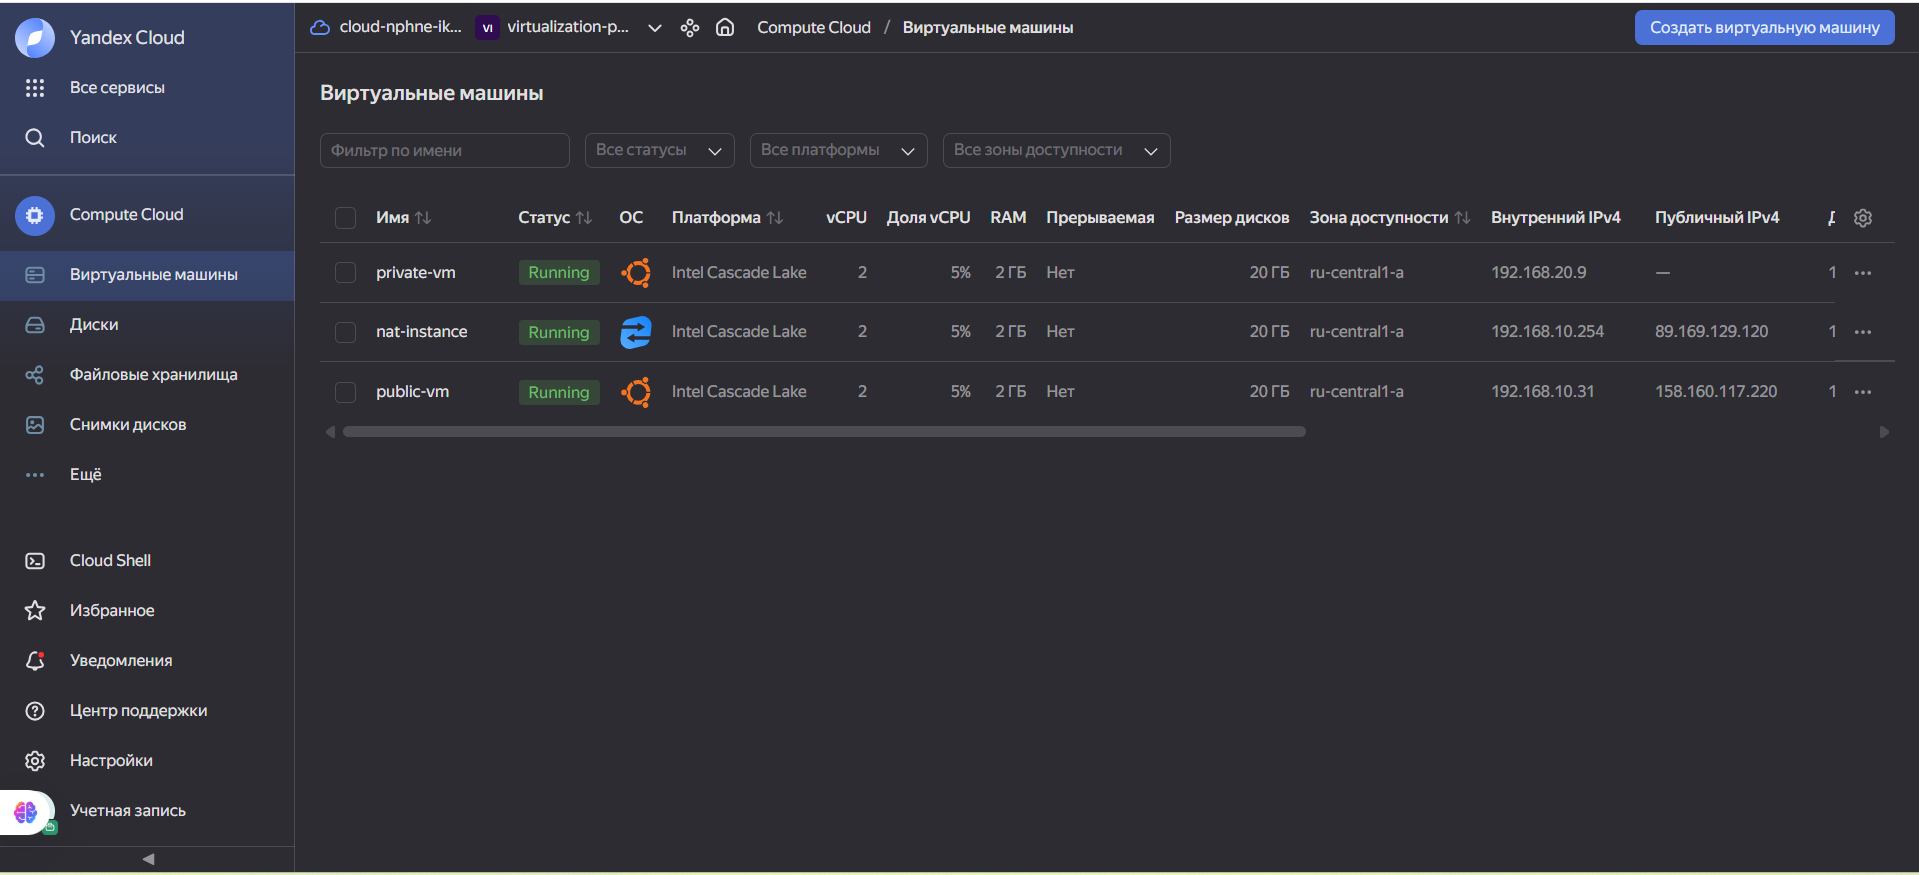 Yandex Cloud
Все сервисы
Поиск
Compute Cloud
Виртуальные машины
Диски
Файловые хранилища
Снимки дисков
Ещё
Cloud Shell
Избранное
Уведомления
Центр поддержки
Настройки
Учетная запись
cloud-nphne-ik... VI virtualization-p... Compute Cloud / Виртуальные машины
Создать виртуальную машину
Виртуальные машины
Фильтр по имени Все статусы Все платформы Все зоны доступности
Имя Статус ОС Платформа vCPU Доля vCPU RAM Прерываемая Размер дисков Зона доступности Внутренний IPv4 Публичный IPv4
private-vm Running Intel Cascade Lake 2 5% 2 ГБ Нет 20 ГБ ru-central1-a 192.168.20.9 — 1
nat-instance Running Intel Cascade Lake 2 5% 2 ГБ Нет 20 ГБ ru-central1-a 192.168.10.254 89.169.129.120 1
public-vm Running Intel Cascade Lake 2 5% 2 ГБ Нет 20 ГБ ru-central1-a 192.168.10.31 158.160.117.220 1